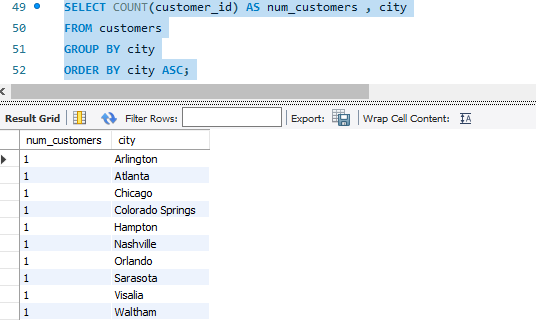 49 SELECT COUNT(customer_id) AS num_customers , city
50 FROM customers
51 GROUP BY city
52 ORDER BY city ASC;
Result Grid Filter Rows: Export: Wrap Cell Content:
num_customers city
1 Arlington
1 Atlanta
1 Chicago
1 Colorado Springs
1 Hampton
1 Nashville
1 Orlando
1 Sarasota
1 Visalia
1 Waltham